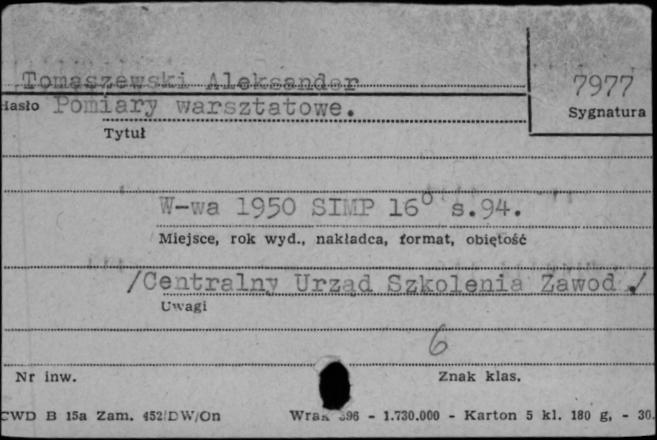 Tomaszewski Aleksander
7977
Hasło Pomiary warsztatowe.
Sygnatura
Tytuł
W-wa 1950 SIMP 16° s.94.
Miejsce, rok wyd., nakładca, format, objętość
/Centralny Urząd Szkolenia Zawod./
Uwagi
6
Nr inw.
Znak klas.
CWD B 15a Zam. 452/DW/On 396 - 1.730.000 - Karton 5 kl. 180 g, - 30.